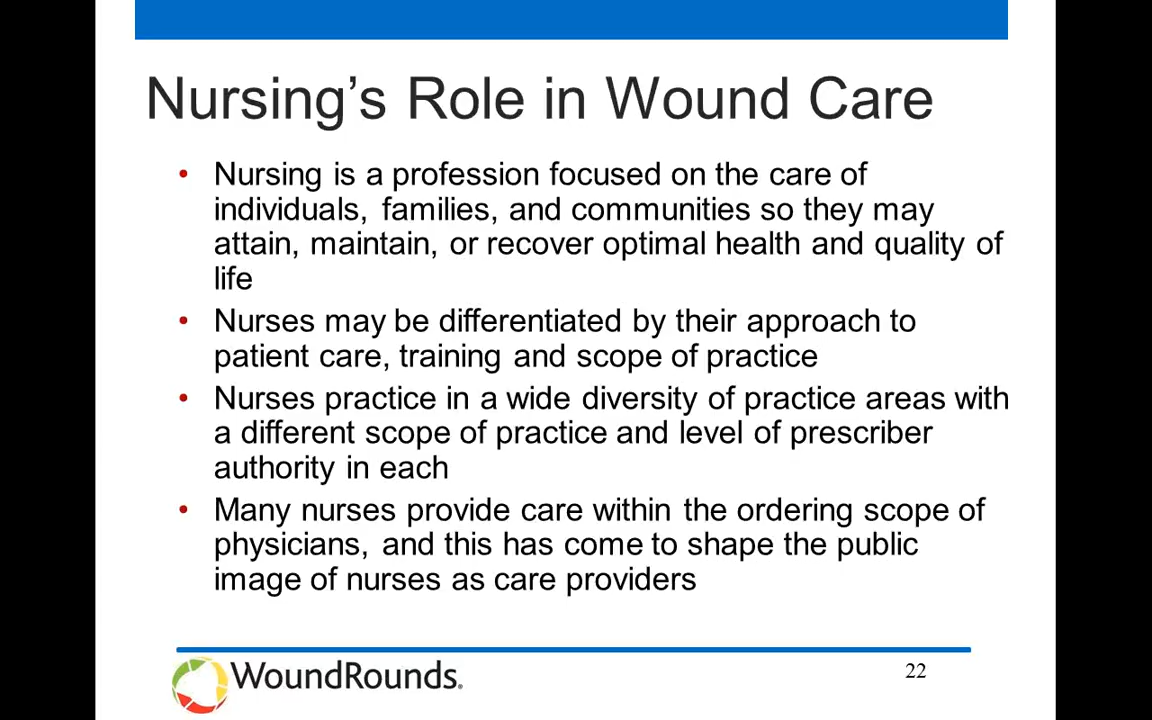 Nursing's Role in Wound Care
• Nursing is a profession focused on the care of
individuals, families, and communities so they may
attain, maintain, or recover optimal health and quality of
life
• Nurses may be differentiated by their approach to
patient care, training and scope of practice
• Nurses practice in a wide diversity of practice areas with
a different scope of practice and level of prescriber
authority in each
• Many nurses provide care within the ordering scope of
physicians, and this has come to shape the public
image of nurses as care providers
WoundRounds.
22